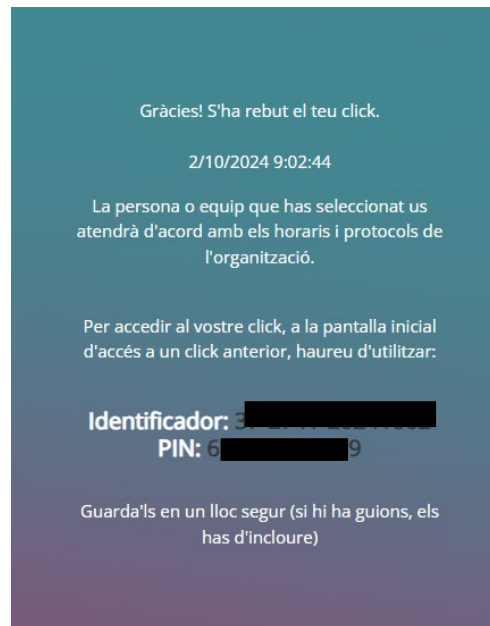 Gràcies! S'ha rebut el teu click.
2/10/2024 9:02:44
La persona o equip que has seleccionat us
atendrà d'acord amb els horaris i protocols de
l'organització.
Per accedir al vostre click, a la pantalla inicial
d'accés a un click anterior, haureu d'utilitzar:
Identificador:
PIN: 6 9
Guarda'ls en un lloc segur (si hi ha guions, els
has d'incloure)